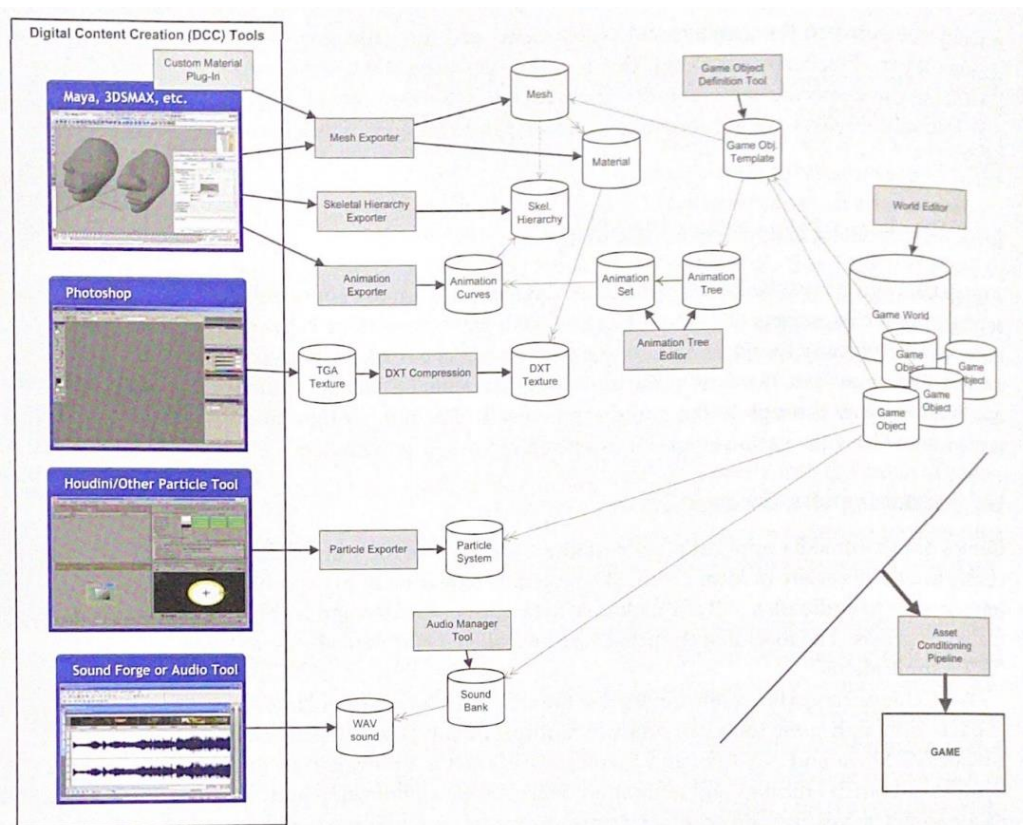 Digital Content Creation (DCC) Tools
Custom Material
Plug-In
Maya, 3DSMAX, etc.
Mesh Exporter
Mesh
Material
Game Object
Definition Tool
Game Obj.
Template
Skeletal Hierarchy
Exporter
Skel.
Hierarchy
World Editor
Animation
Exporter
Animation
Curves
Animation
Set
Animation
Tree
Game World
Photoshop
Animation Tree
Editor
TGA
Texture
DXT Compression
DXT
Texture
Game
Object
Game
Object
Game
Object
Game
Object
Houdini/Other Particle Tool
Particle Exporter
Particle
System
Audio Manager
Tool
Asset
Conditioning
Pipeline
Sound Forge or Audio Tool
WAV
sound
Sound
Bank
GAME